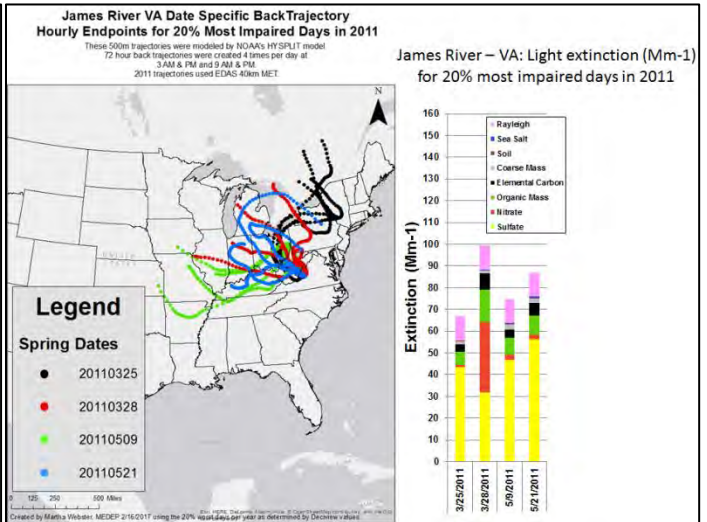 James River VA Date Specific BackTrajectory
Hourly Endpoints for 20% Most Impaired Days in 2011
These 500m trajectories were modeled by NOAA's HYSPLIT model
72 hour back trajectories were created 4 times per day at
3 AM & PM and 9 AM & PM.
2011 trajectories used EDAS 40km MET.
N
UNITED
STATES
Legend
Spring Dates
20110325
20110328
20110509
20110521
0 125 250 500 Miles
Created by Martha Webster, MEDEP 2/16/2017 using the 20% worst days per year as determined by Deciview values.
James River – VA: Light extinction (Mm-1)
for 20% most impaired days in 2011
Extinction (Mm-1)
160
150
140
130
120
110
100
90
80
70
60
50
40
30
20
10
0
Rayleigh
Sea Salt
Soil
Coarse Mass
Elemental Carbon
Organic Mass
Nitrate
Sulfate
3/25/2011
3/28/2011
5/9/2011
5/21/2011